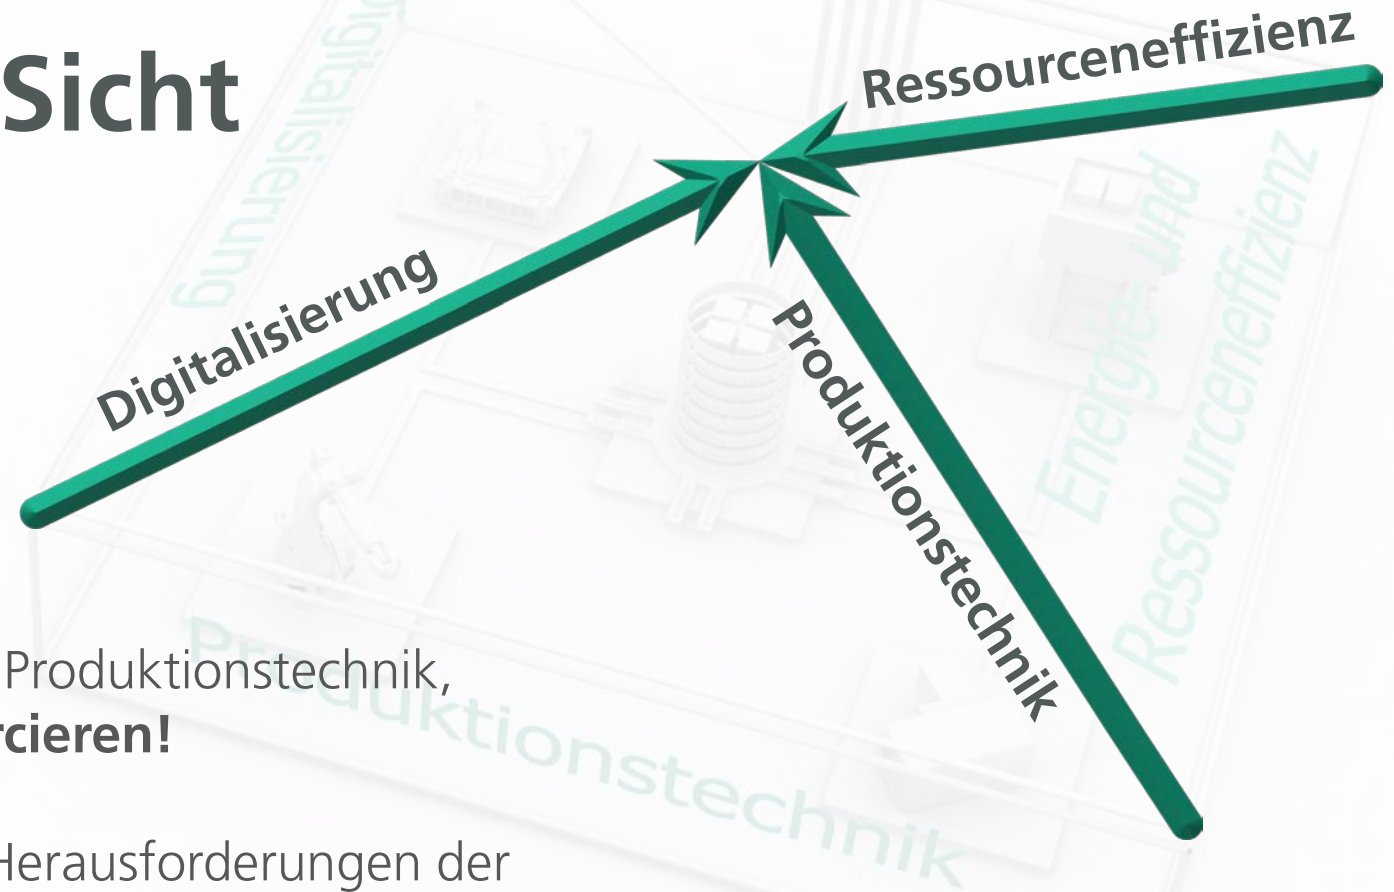 Sicht
Ressourceneffizienz
Digitalisierung
Produktionstechnik
Digitalisierung
Energie- und
Ressourceneffizienz
Produktionstechnik,
rcieren!
Produktionstechnik
Herausforderungen der